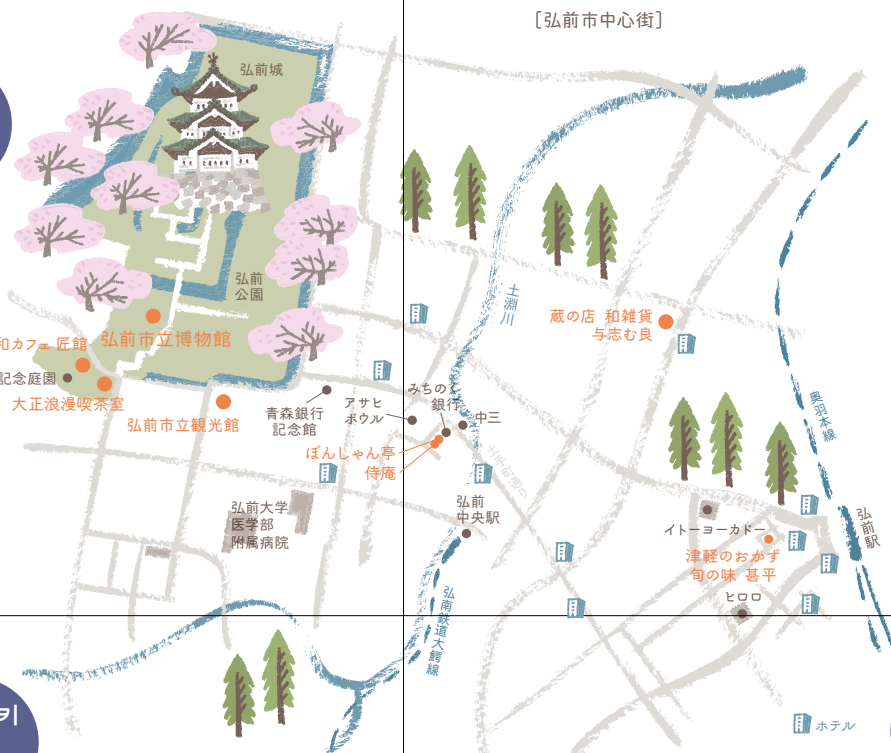 [弘前市中心街]
弘前城
弘前
公園
土淵川
蔵の店 和雑貨
与志む良
和カフェ 匠館
弘前市立博物館
記念庭園
大正浪漫喫茶室
弘前市立観光館
青森銀行
記念館
アサヒ
ボウル
みちのく
銀行
中三
ぼんしゃん亭
侍庵
土手町通り
奥羽本線
弘前大学
医学部
附属病院
弘前
中央駅
イトーヨーカドー
弘前駅
津軽のおかず
旬の味 甚平
ヒロロ
弘南鉄道大鰐線
키
ホテル